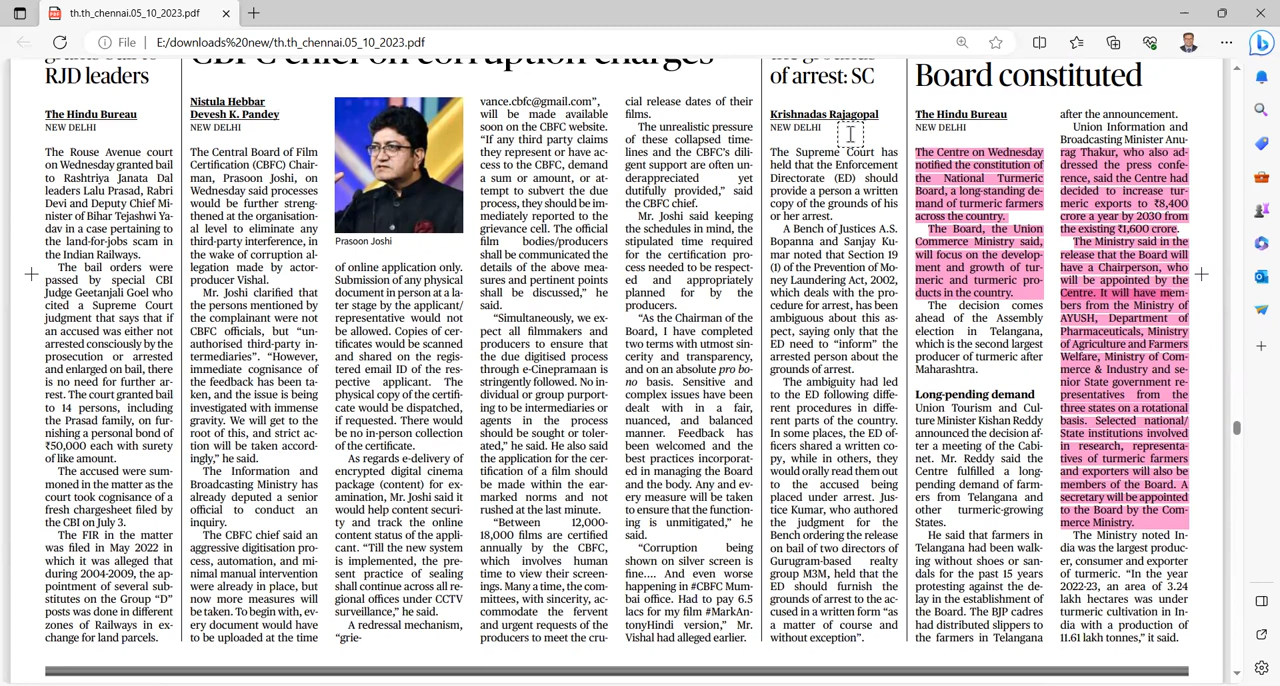 th.th_chennai.05_10_2023.pdf
File
E:/downloads%20new/th.th_chennai.05_10_2023.pdf
RJD leaders
The Hindu Bureau
NEW DELHI
The Rouse Avenue court
on Wednesday granted bail
to Rashtriya Janata Dal
leaders Lalu Prasad, Rabri
Devi and Deputy Chief Mi-
nister of Bihar Tejashwi Ya-
dav in a case pertaining to
the land-for-jobs scam in
the Indian Railways.
The bail orders were
passed by special CBI
Judge Geetanjali Goel who
cited a Supreme Court
judgment that says that if
an accused was either not
arrested consciously by the
prosecution or arrested
and enlarged on bail, there
is no need for further ar-
rest. The court granted bail
to 14 persons, including
the Prasad family, on fur-
nishing a personal bond of
₹50,000 each with surety
of like amount.
The accused were sum-
moned in the matter as the
court took cognisance of a
fresh chargesheet filed by
the CBI on July 3.
The FIR in the matter
was filed in May 2022 in
which it was alleged that
during 2004-2009, the ap-
pointment of several sub-
stitutes on the Group “D”
posts was done in different
zones of Railways in ex-
change for land parcels.
CBFC chief on corruption charges
Nistula Hebbar
Devesh K. Pandey
NEW DELHI
The Central Board of Film
Certification (CBFC) Chair-
man, Prasoon Joshi, on
Wednesday said processes
would be further streng-
thened at the organisation-
al level to eliminate any
third-party interference, in
the wake of corruption al-
legation made by actor-
producer Vishal.
Mr. Joshi clarified that
the persons mentioned by
the complainant were not
CBFC officials, but “un-
authorised third-party in-
termediaries”. “However,
immediate cognisance of
the feedback has been ta-
ken, and the issue is being
investigated with immense
gravity. We will get to the
root of this, and strict ac-
tion will be taken accord-
ingly,” he said.
The Information and
Broadcasting Ministry has
already deputed a senior
official to conduct an
inquiry.
The CBFC chief said an
aggressive digitisation pro-
cess, automation, and mi-
nimal manual intervention
were already in place, but
now more measures will
be taken. To begin with, ev-
ery document would have
to be uploaded at the time
Prasoon Joshi
of online application only.
Submission of any physical
document in person at a la-
ter stage by the applicant/
representative would not
be allowed. Copies of cer-
tificates would be scanned
and shared on the regis-
tered email ID of the res-
pective applicant. The
physical copy of the certifi-
cate would be dispatched,
if requested. There would
be no in-person collection
of the certificate.
As regards e-delivery of
encrypted digital cinema
package (content) for ex-
amination, Mr. Joshi said it
would help content securi-
ty and track the online
content status of the appli-
cant. “Till the new system
is implemented, the pre-
sent practice of sealing
shall continue across all re-
gional offices under CCTV
surveillance,” he said.
A redressal mechanism,
“grie-
vance.cbfc@gmail.com”,
will be made available
soon on the CBFC website.
“If any third party claims
they represent or have ac-
cess to the CBFC, demand
a sum or amount, or at-
tempt to subvert the due
process, they should be im-
mediately reported to the
grievance cell. The official
film bodies/producers
shall be communicated the
details of the above mea-
sures and pertinent points
shall be discussed,” he
said.
“Simultaneously, we ex-
pect all filmmakers and
producers to ensure that
the due digitised process
through e-Cinepramaan is
stringently followed. No in-
dividual or group purport-
ing to be intermediaries or
agents in the process
should be sought or toler-
ated,” he said. He also said
the application for the cer-
tification of a film should
be made within the ear-
marked norms and not
rushed at the last minute.
“Between 12,000-
18,000 films are certified
annually by the CBFC,
which involves human
time to view their screen-
ings. Many a time, the com-
mittees, with sincerity, ac-
commodate the fervent
and urgent requests of the
producers to meet the cru-
cial release dates of their
films.
The unrealistic pressure
of these collapsed time-
lines and the CBFC’s dili-
gent support are often un-
derappreciated yet
dutifully provided,” said
the CBFC chief.
Mr. Joshi said keeping
the schedules in mind, the
stipulated time required
for the certification pro-
cess needed to be respect-
ed and appropriately
planned for by the
producers.
“As the Chairman of the
Board, I have completed
two terms with utmost sin-
cerity and transparency,
and on an absolute pro bo-
no basis. Sensitive and
complex issues have been
dealt with in a fair,
nuanced, and balanced
manner. Feedback has
been welcomed and the
best practices incorporat-
ed in managing the Board
and the body. Any and ev-
ery measure will be taken
to ensure that the function-
ing is unmitigated,” he
said.
“Corruption being
shown on silver screen is
fine.... And even worse
happening in #CBFC Mum-
bai office. Had to pay 6.5
lacs for my film #MarkAn-
tonyHindi version,” Mr.
Vishal had alleged earlier.
of arrest: SC
Krishnadas Rajagopal
NEW DELHI
The Supreme Court has
held that the Enforcement
Directorate (ED) should
provide a person a written
copy of the grounds of his
or her arrest.
A Bench of Justices A.S.
Bopanna and Sanjay Ku-
mar noted that Section 19
(1) of the Prevention of Mo-
ney Laundering Act, 2002,
which deals with the pro-
cedure for arrest, has been
ambiguous about this as-
pect, saying only that the
ED need to “inform” the
arrested person about the
grounds of arrest.
The ambiguity had led
to the ED following
different procedures in diffe-
rent parts of the country.
In some places, the ED of-
ficers shared a written co-
py, while in others, they
would orally read them out
to the accused being
placed under arrest. Jus-
tice Kumar, who authored
the judgment for the
Bench ordering the release
on bail of two directors of
Gurugram-based realty
group M3M, held that the
ED should furnish the
grounds of arrest to the ac-
cused in a written form “as
a matter of course and
without exception”.
Board constituted
The Hindu Bureau
NEW DELHI
The Centre on Wednesday
notified the constitution of
the National Turmeric
Board, a long-standing de-
mand of turmeric farmers
across the country.
The Board, the Union
Commerce Ministry said,
will focus on the develop-
ment and growth of tur-
meric and turmeric pro-
ducts in the country.
The decision comes
ahead of the Assembly
election in Telangana,
which is the second largest
producer of turmeric after
Maharashtra.
Long-pending demand
Union Tourism and Cul-
ture Minister Kishan Reddy
announced the decision af-
ter a meeting of the Cabi-
net. Mr. Reddy said the
Centre fulfilled a long-
pending demand of farm-
ers from Telangana and
other turmeric-growing
States.
He said that farmers in
Telangana had been walk-
ing without shoes or san-
dals for the past 15 years
protesting against the de-
lay in the establishment of
the Board. The BJP cadres
had distributed slippers to
the farmers in Telangana
after the announcement.
Union Information and
Broadcasting Minister Anu-
rag Thakur, who also ad-
dressed the press confe-
rence, said the Centre had
decided to increase tur-
meric exports to ₹8,400
crore a year by 2030 from
the existing ₹1,600 crore.
The Ministry said in the
release that the Board will
have a Chairperson, who
will be appointed by the
Centre. It will have mem-
bers from the Ministry of
AYUSH, Department of
Pharmaceuticals, Ministry
of Agriculture and Farmers
Welfare, Ministry of Com-
merce & Industry and se-
nior State government re-
presentatives from the
three states on a rotational
basis. Selected national/
State institutions involved
in research, representa-
tives of turmeric farmers
and exporters will also be
members of the Board. A
secretary will be appointed
to the Board by the Com-
merce Ministry.
The Ministry noted In-
dia was the largest produc-
er, consumer and exporter
of turmeric. “In the year
2022-23, an area of 3.24
lakh hectares was under
turmeric cultivation in In-
dia with a production of
11.61 lakh tonnes,” it said.